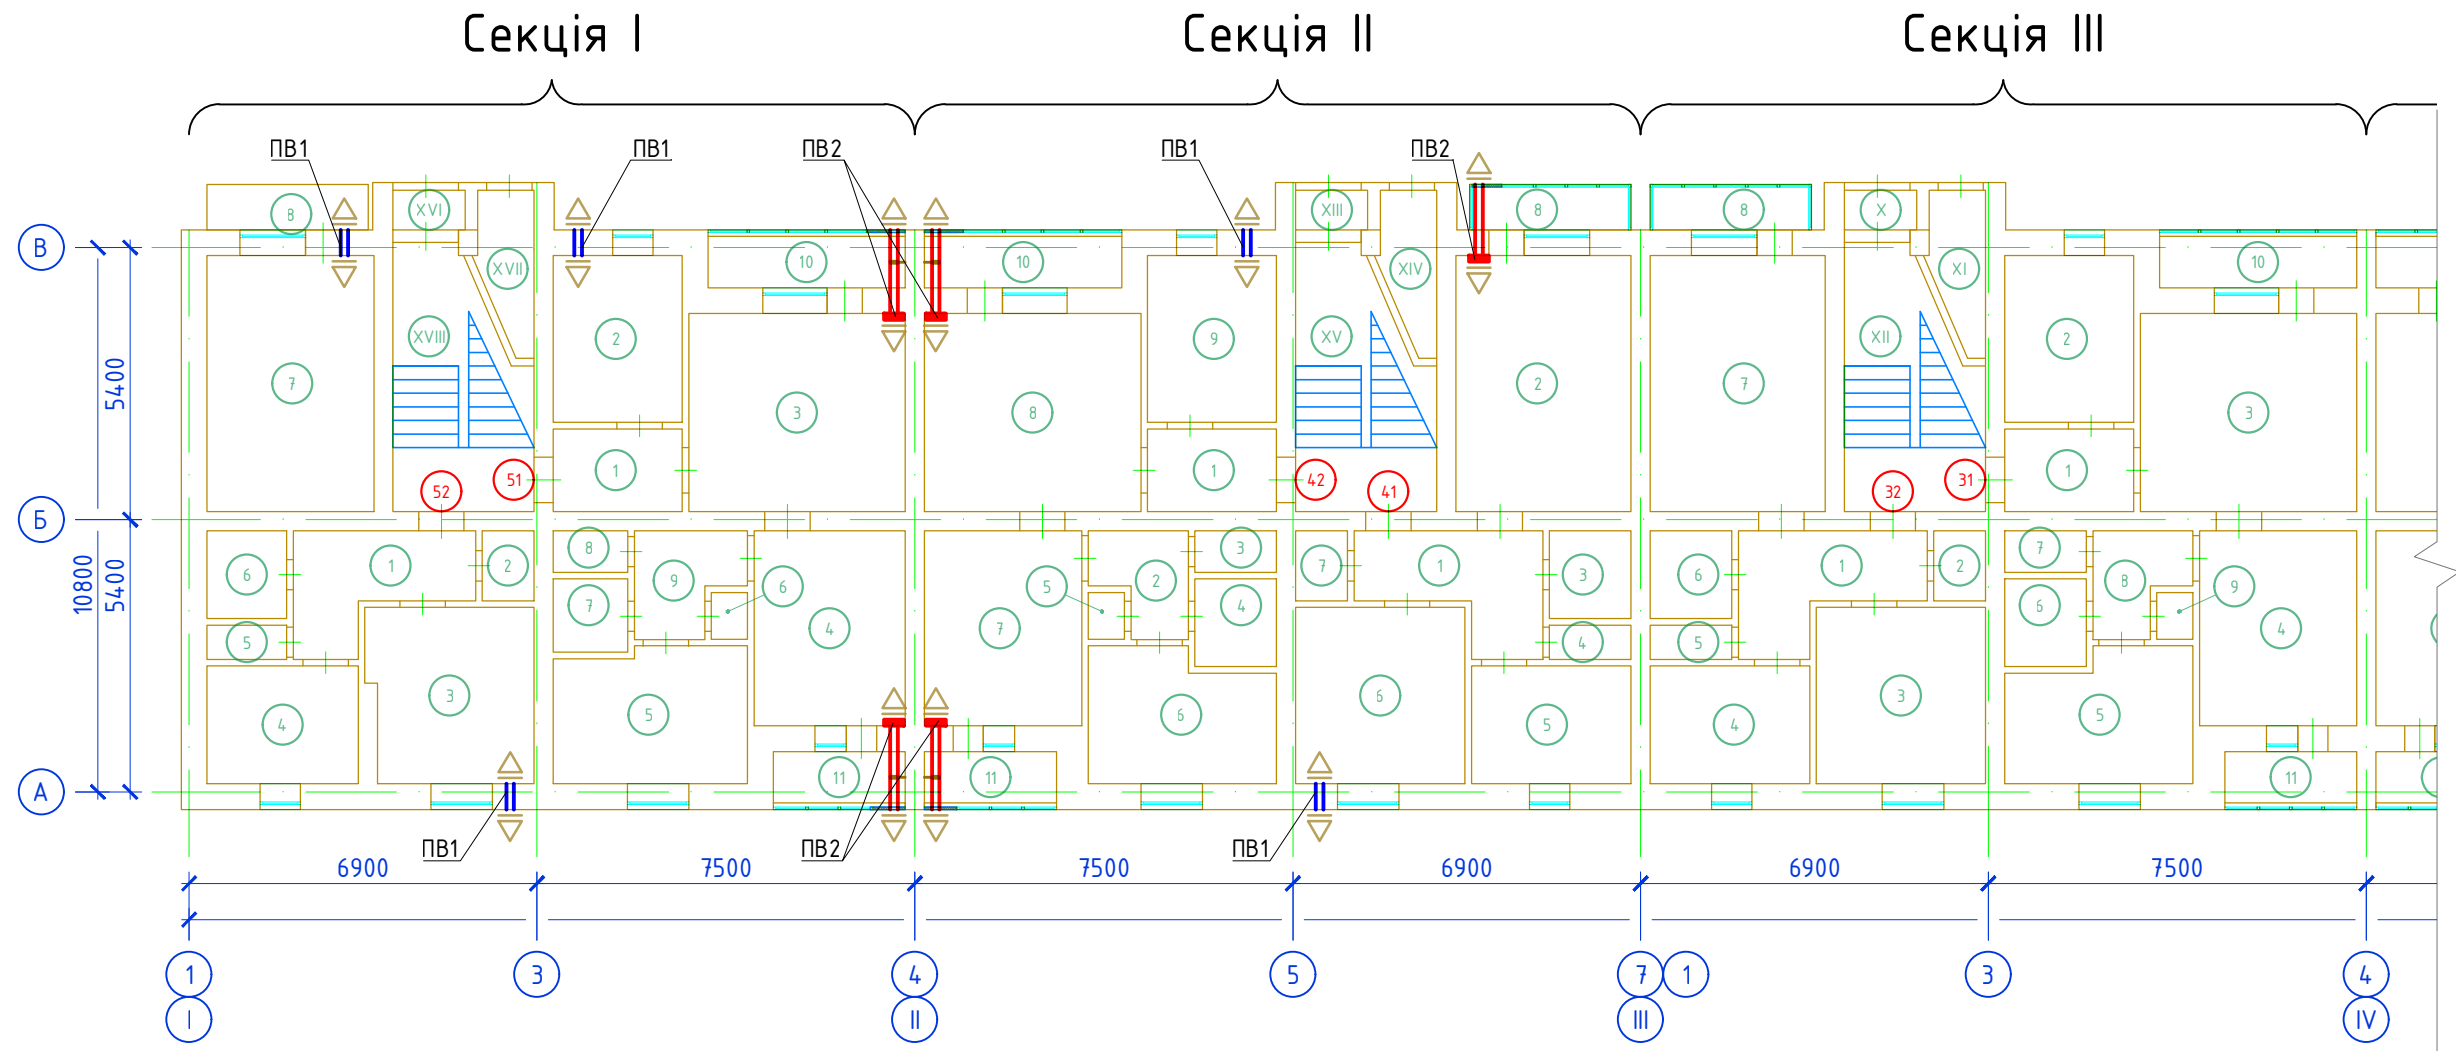 Секція I Секція II Секція III
ПВ1 ПВ1 ПВ2 ПВ1 ПВ2
8 XVI XIII 8 8 X
В
10 10 10
XVII XIV XI
2 9 2
XVIII XV XII
5400
7 2 7
3 8 3
1 1 1
52 51 42 41 32 31
Б
8 3 7
6 1 2 7 1 3 6 1 2
9 6 5 2 8 9
10800
5400
7 4 6
5 4 7 4 5 4
3 6 3
4 5 6 5 4 5
11 11 11
А
ПВ1 ПВ2 ПВ1
6900 7500 7500 6900 6900 7500
1 3 4 5 7 1 3 4
I II III IV